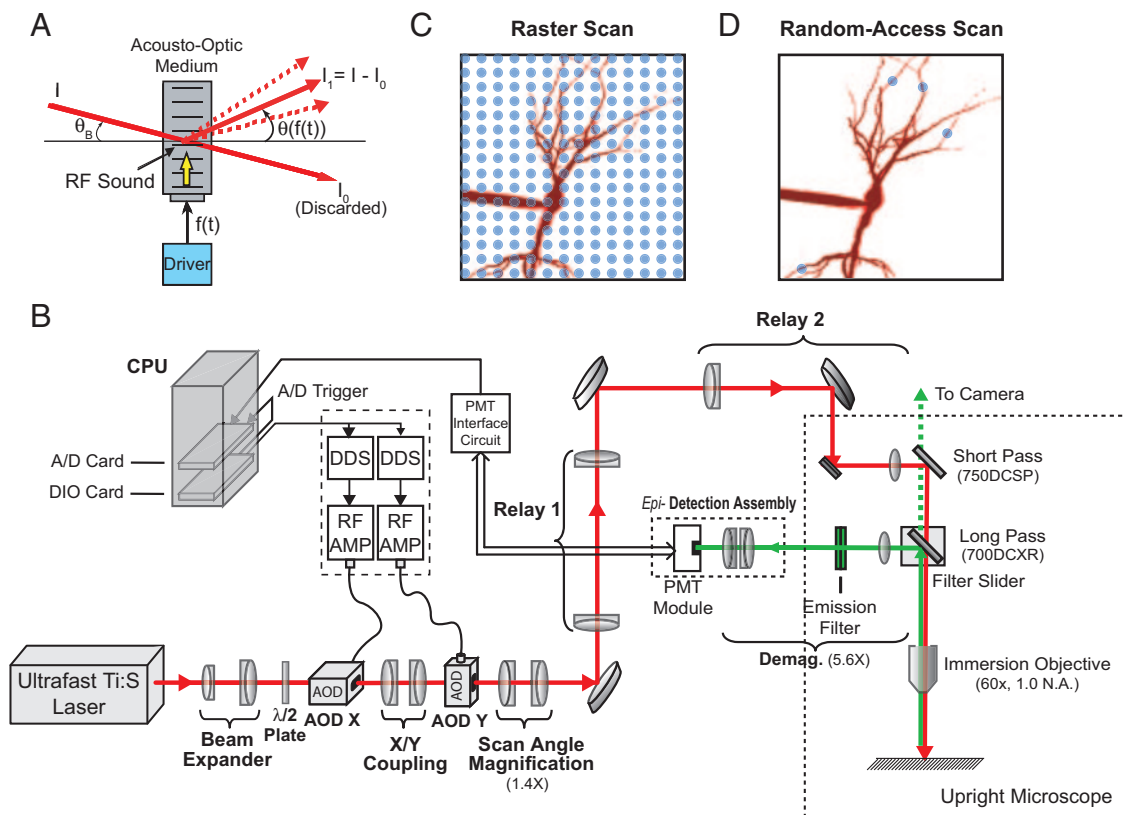 A
Acousto-Optic
Medium
I
θB
I1 = I - I0
θ(f(t))
RF Sound
I0
(Discarded)
f(t)
Driver
C
Raster Scan
D
Random-Access Scan
B
CPU
A/D Trigger
A/D Card
DIO Card
DDS
DDS
RF
AMP
RF
AMP
PMT
Interface
Circuit
Relay 1
Relay 2
To Camera
Short Pass
(750DCSP)
Epi- Detection Assembly
PMT
Module
Long Pass
(700DCXR)
Filter Slider
Emission
Filter
Demag. (5.6X)
Immersion Objective
(60x, 1.0 N.A.)
Upright Microscope
Ultrafast Ti:S
Laser
Beam
Expander
λ/2
Plate
AOD
AOD X
X/Y
Coupling
AOD
AOD Y
Scan Angle
Magnification
(1.4X)